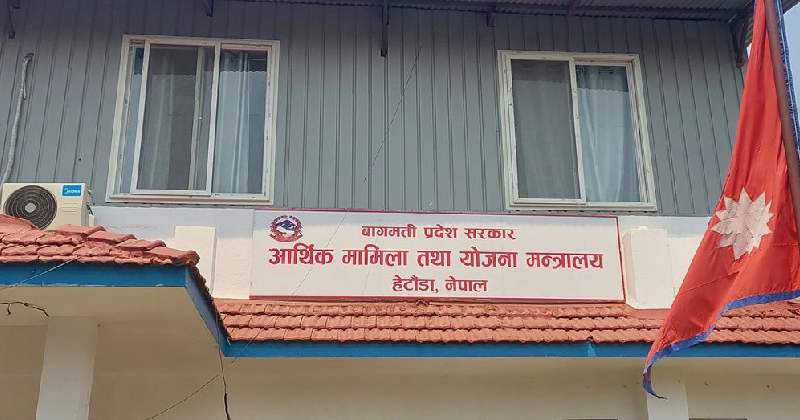 बागमती प्रदेश सरकार
आर्थिक मामिला तथा योजना मन्त्रालय
हेटौंडा, नेपाल